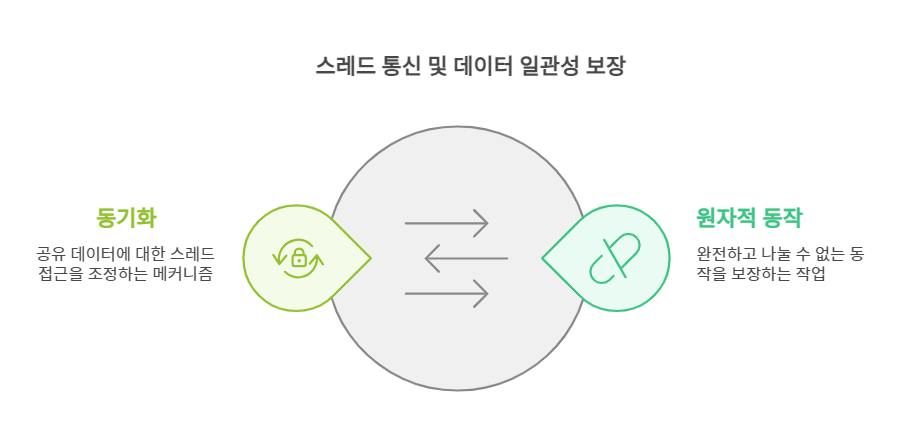 스레드 통신 및 데이터 일관성 보장
동기화
공유 데이터에 대한 스레드
접근을 조정하는 메커니즘
원자적 동작
완전하고 나눌 수 없는 동
작을 보장하는 작업